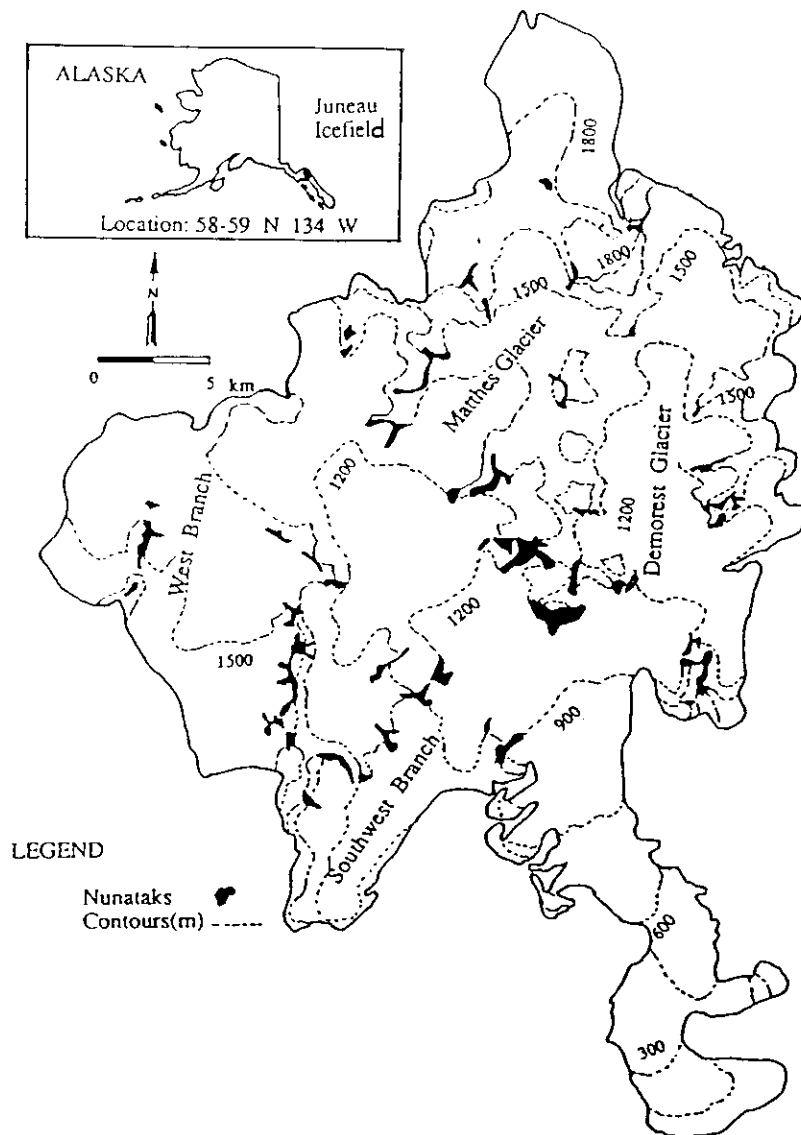 ALASKA
Juneau
Icefield
Location: 58-59 N 134 W
N
0 5 km
1800
1800
1500
1500
1500
Matthes Glacier
Demorest Glacier
1200
1200
1200
West Branch
1500
900
Southwest Branch
LEGEND
Nunataks
Contours(m)
600
300